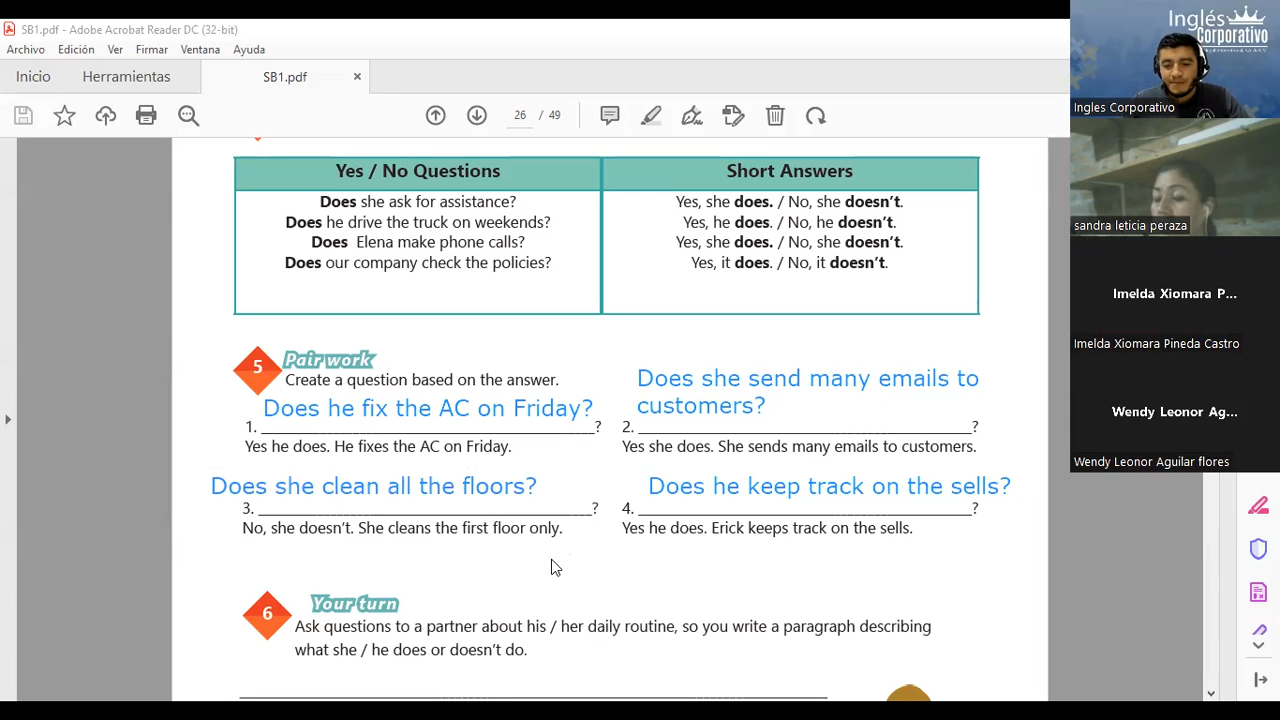 SB1.pdf - Adobe Acrobat Reader DC (32-bit)
Archivo Edición Ver Firmar Ventana Ayuda
Inicio Herramientas SB1.pdf ×
26 / 49
Yes / No Questions Short Answers
Does she ask for assistance? Yes, she does. / No, she doesn't.
Does he drive the truck on weekends? Yes, he does. / No, he doesn't.
Does Elena make phone calls? Yes, she does. / No, she doesn't.
Does our company check the policies? Yes, it does. / No, it doesn't.
5 Pair work
Create a question based on the answer.
Does he fix the AC on Friday?
1. ?
Yes he does. He fixes the AC on Friday.
Does she send many emails to
customers?
2. ?
Yes she does. She sends many emails to customers.
Does she clean all the floors?
3. ?
No, she doesn't. She cleans the first floor only.
Does he keep track on the sells?
4. ?
Yes he does. Erick keeps track on the sells.
6 Your turn
Ask questions to a partner about his / her daily routine, so you write a paragraph describing
what she / he does or doesn't do.
Inglés
Corporativo
Ingles Corporativo
sandra leticia peraza
Imelda Xiomara P...
Imelda Xiomara Pineda Castro
Wendy Leonor Ag...
Wendy Leonor Aguilar flores